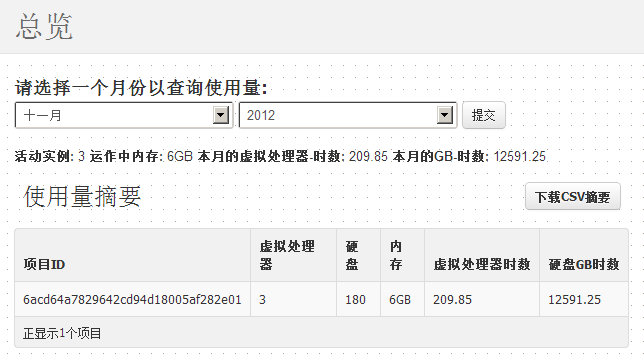 总览
请选择一个月份以查询使用量:
十一月 2012 提交
活动实例: 3 运作中内存: 6GB 本月的虚拟处理器-时数: 209.85 本月的GB-时数: 12591.25
使用量摘要 下载CSV摘要
项目ID 虚拟处理器 硬盘 内存 虚拟处理器时数 硬盘GB时数
6acd64a7829642cd94d18005af282e01 3 180 6GB 209.85 12591.25
正显示1个项目